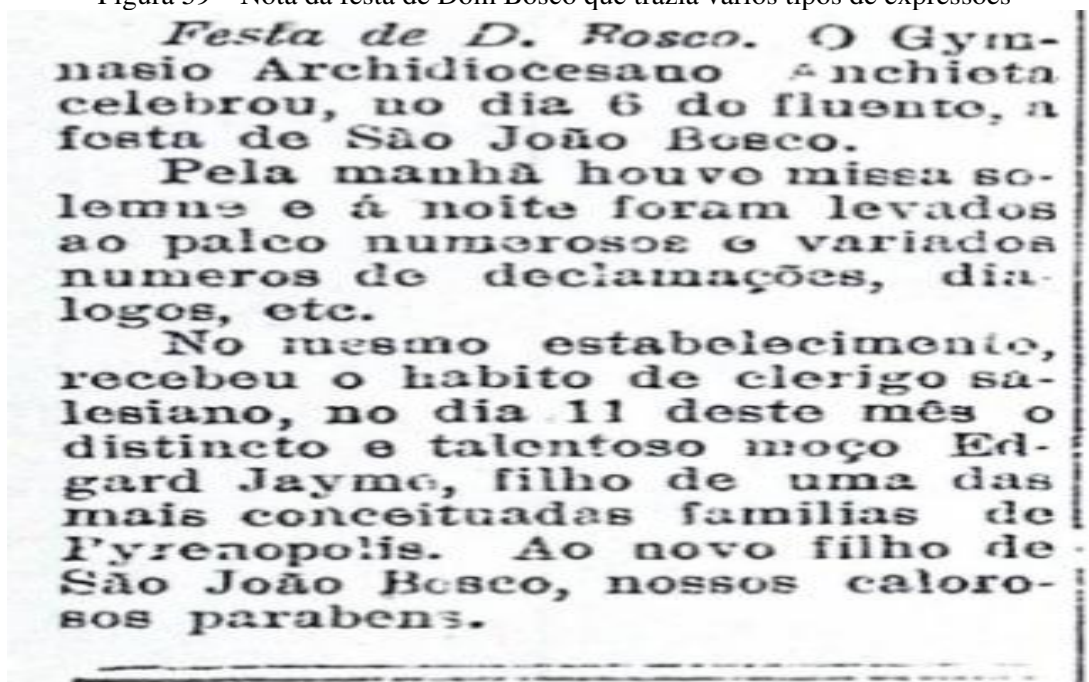 Figura 39 – Nota da festa de Dom Bosco que trazia vários tipos de expressões
Festa de D. Bosco. O Gym-
nasio Archidiocesano Anchieta
celebrou, no dia 6 do fluente, a
festa de São João Bosco.
Pela manhã houve missa so-
lemne e á noite foram levados
ao palco numerosos e variados
numeros de declamações, dia-
logos, etc.
No mesmo estabelecimento,
recebeu o habito de clerigo sa-
lesiano, no dia 11 deste mês o
distincto e talentoso moço Ed-
gard Jayme, filho de uma das
mais conceituadas familias de
Pyrenopolis. Ao novo filho de
São João Bosco, nossos caloro-
sos parabens.